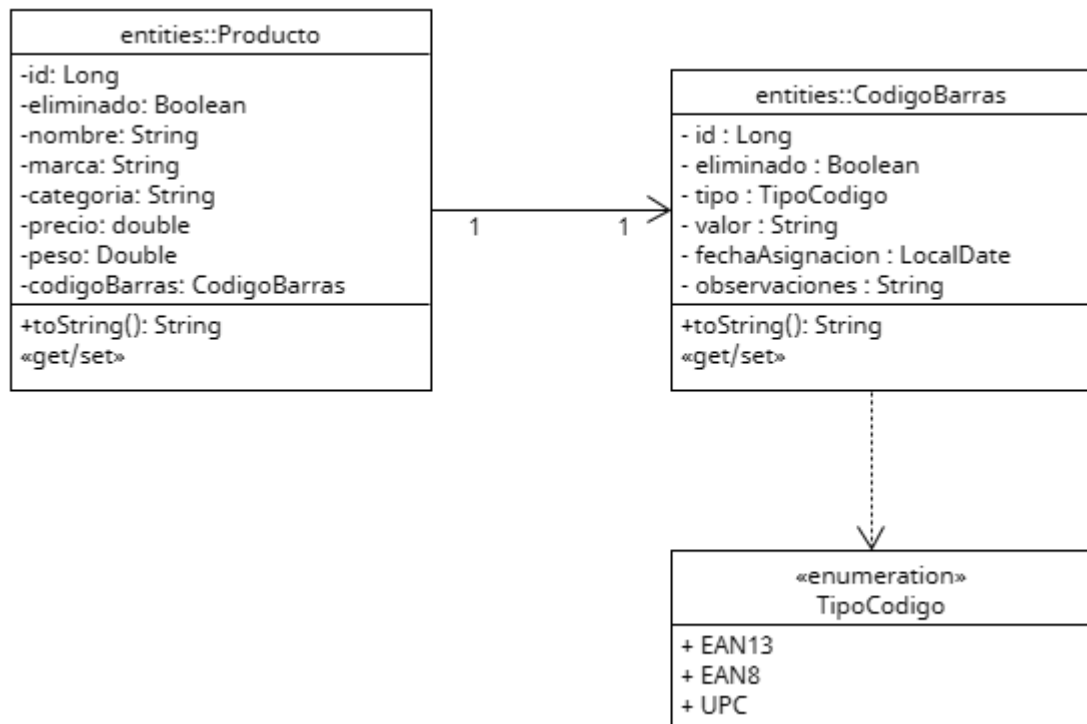 entities::Producto
-id: Long
-eliminado: Boolean
-nombre: String
-marca: String
-categoria: String
-precio: double
-peso: Double
-codigoBarras: CodigoBarras
+toString(): String
«get/set»
1
1
entities::CodigoBarras
- id : Long
- eliminado : Boolean
- tipo : TipoCodigo
- valor : String
- fechaAsignacion : LocalDate
- observaciones : String
+toString(): String
«get/set»
«enumeration»
TipoCodigo
+ EAN13
+ EAN8
+ UPC